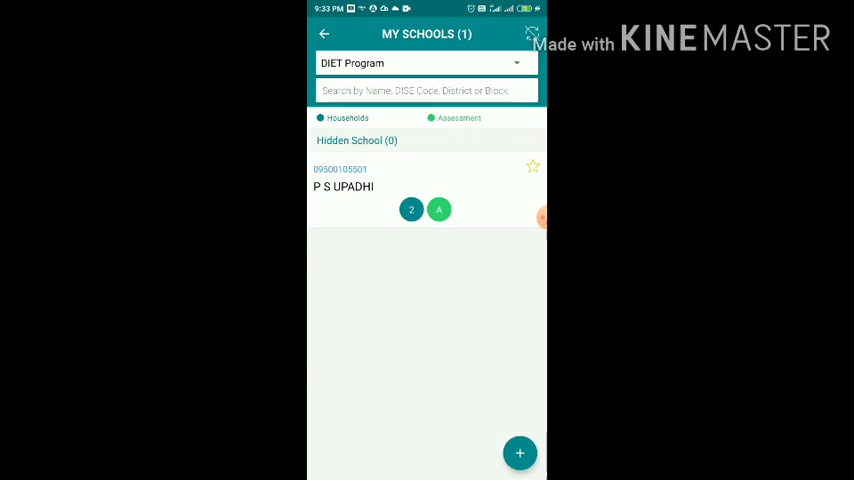 9:33 PM
MY SCHOOLS (1)
Made with KINEMASTER
DIET Program
Search by Name, DISE Code, District or Block
Households
Assessment
Hidden School (0)
09500105501
P S UPADHI
2
A
+